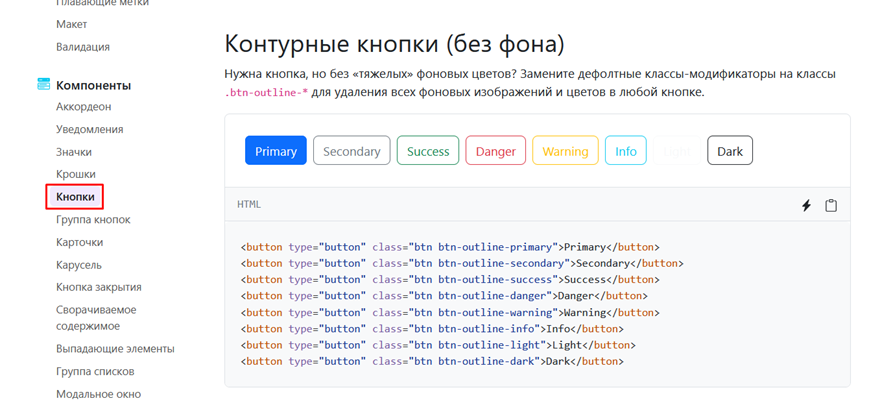 Плавающие метки
Макет
Валидация
Компоненты
Аккордеон
Уведомления
Значки
Крошки
Кнопки
Группа кнопок
Карточки
Карусель
Кнопка закрытия
Сворачиваемое
содержимое
Выпадающие элементы
Группа списков
Модальное окно
Контурные кнопки (без фона)
Нужна кнопка, но без «тяжелых» фоновых цветов? Замените дефолтные классы-модификаторы на классы
.btn-outline-* для удаления всех фоновых изображений и цветов в любой кнопке.
Primary Secondary Success Danger Warning Info Light Dark
HTML
<button type="button" class="btn btn-outline-primary">Primary</button>
<button type="button" class="btn btn-outline-secondary">Secondary</button>
<button type="button" class="btn btn-outline-success">Success</button>
<button type="button" class="btn btn-outline-danger">Danger</button>
<button type="button" class="btn btn-outline-warning">Warning</button>
<button type="button" class="btn btn-outline-info">Info</button>
<button type="button" class="btn btn-outline-light">Light</button>
<button type="button" class="btn btn-outline-dark">Dark</button>